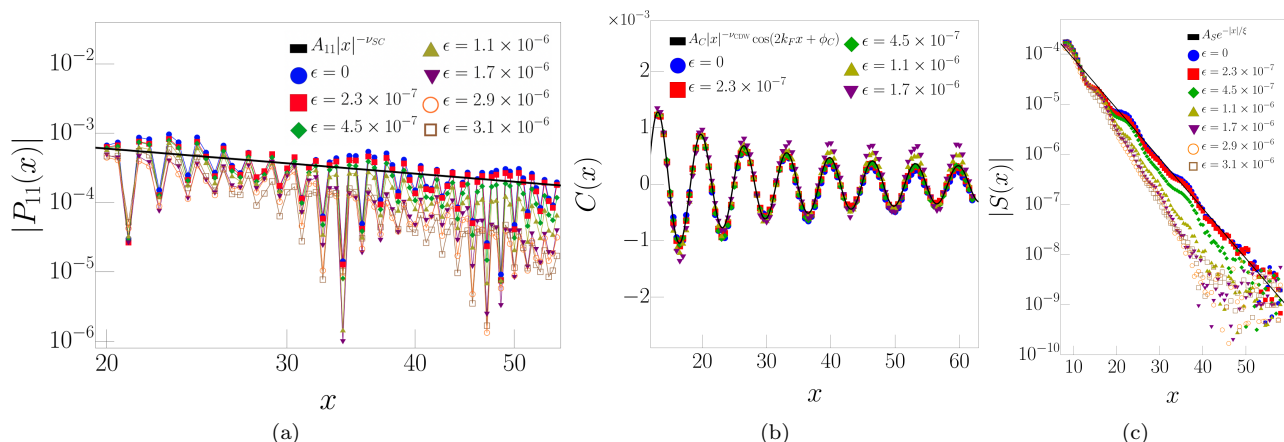 A₁₁|x|^{-ν_{SC}}
ϵ = 0
ϵ = 2.3 × 10⁻⁷
ϵ = 4.5 × 10⁻⁷
ϵ = 1.1 × 10⁻⁶
ϵ = 1.7 × 10⁻⁶
ϵ = 2.9 × 10⁻⁶
ϵ = 3.1 × 10⁻⁶
|P₁₁(x)|
10⁻²
10⁻³
10⁻⁴
10⁻⁵
10⁻⁶
20 30 40 50
x
(a)
×10⁻³
A_C|x|^{-ν_{CDW}} cos(2k_F x + ϕ_C)
ϵ = 0
ϵ = 2.3 × 10⁻⁷
ϵ = 4.5 × 10⁻⁷
ϵ = 1.1 × 10⁻⁶
ϵ = 1.7 × 10⁻⁶
C(x)
2
1
0
−1
−2
20 30 40 50 60
x
(b)
A_S e^{-|x|/ξ}
ϵ = 0
ϵ = 2.3 × 10⁻⁷
ϵ = 4.5 × 10⁻⁷
ϵ = 1.1 × 10⁻⁶
ϵ = 1.7 × 10⁻⁶
ϵ = 2.9 × 10⁻⁶
ϵ = 3.1 × 10⁻⁶
|S(x)|
10⁻⁴
10⁻⁵
10⁻⁶
10⁻⁷
10⁻⁸
10⁻⁹
10⁻¹⁰
10 20 30 40 50
x
(c)